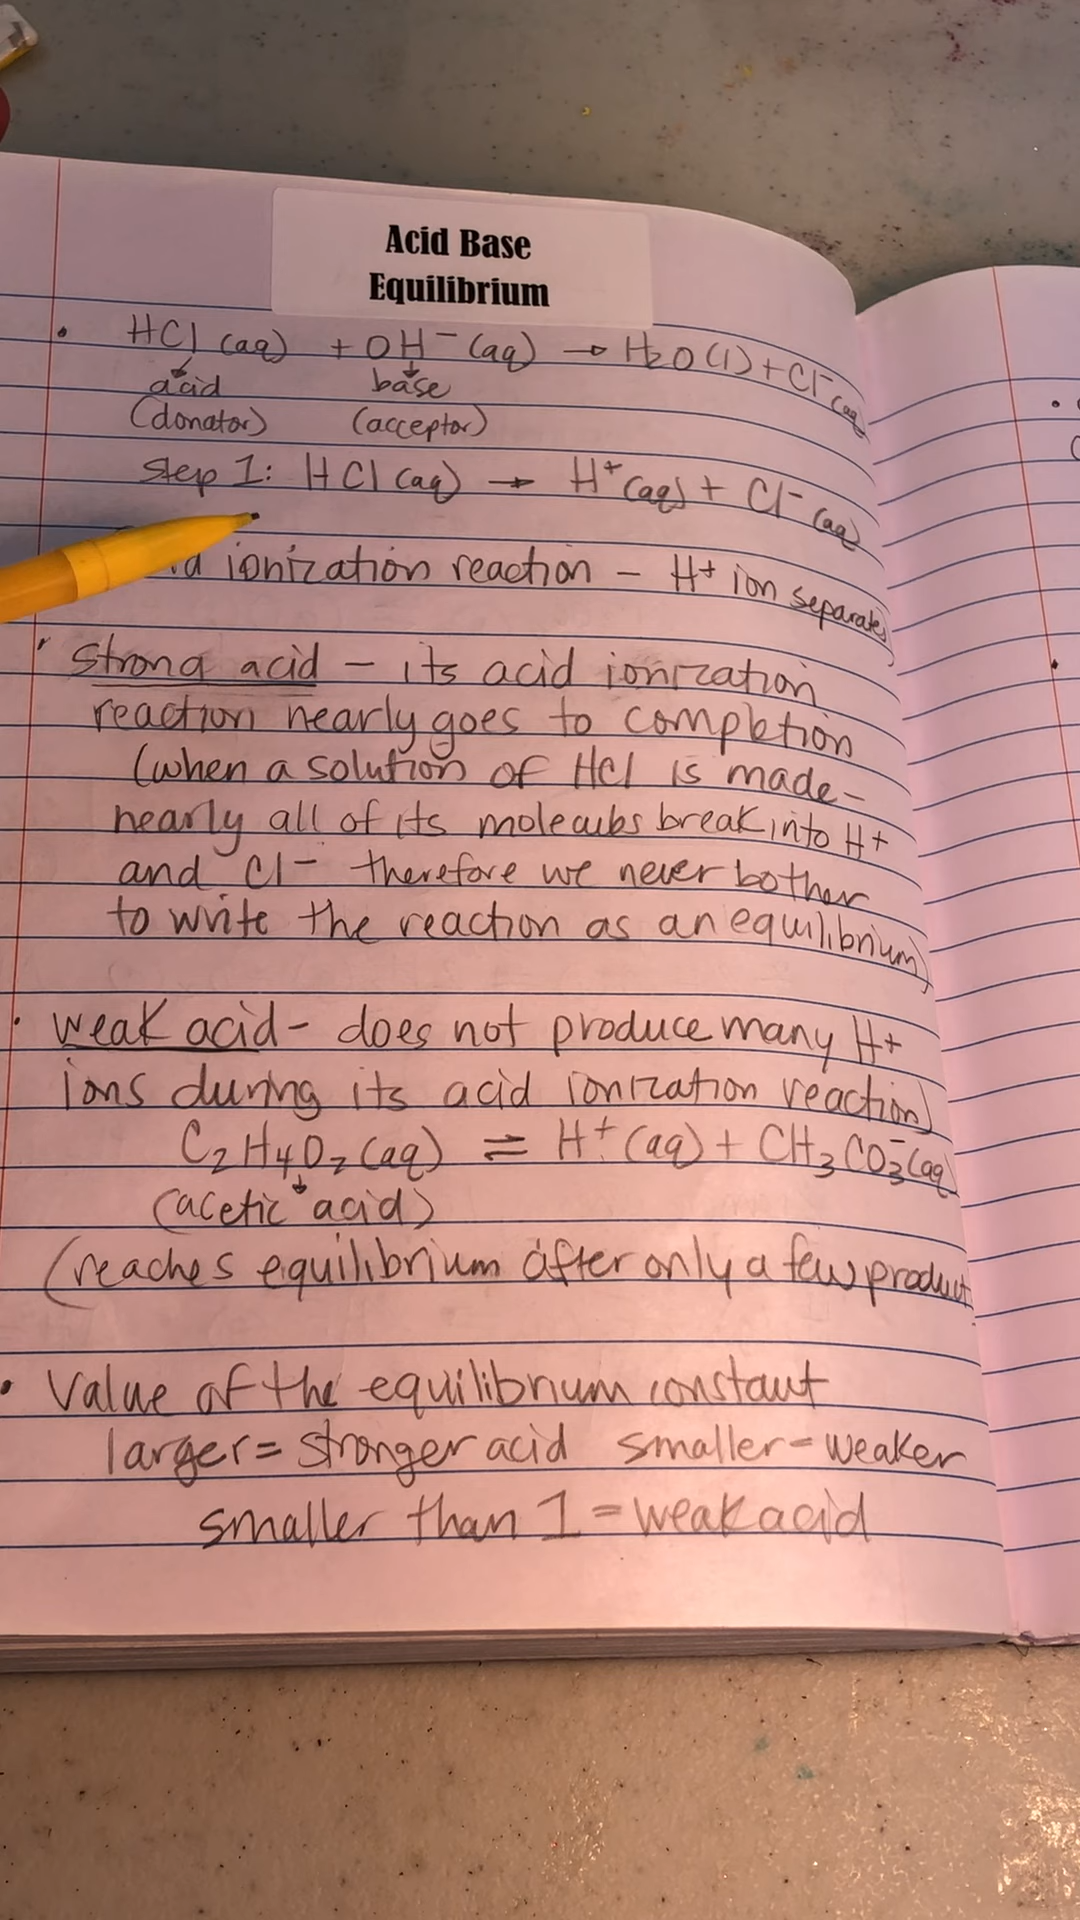 Acid Base
Equilibrium
• HCl (aq) + OH⁻ (aq) → H₂O (l) + Cl⁻ (aq)
acid base
(donator) (acceptor)
Step 1: HCl (aq) → H⁺ (aq) + Cl⁻ (aq)
ionization reaction - H+ ion separates
• strong acid - its acid ionization
reaction nearly goes to completion
(when a solution of HCl is made-
nearly all of its molecules break into H+
and Cl- therefore we never bother
to write the reaction as an equilibrium)
• weak acid- does not produce many H+
ions during its acid ionization reaction)
C₂H₄O₂ (aq) ⇌ H⁺ (aq) + CH₃CO₃⁻ (aq
(acetic acid)
(reaches equilibrium after only a few product
• Value of the equilibrium constant
larger = stronger acid smaller = weaker
smaller than 1 = weak acid